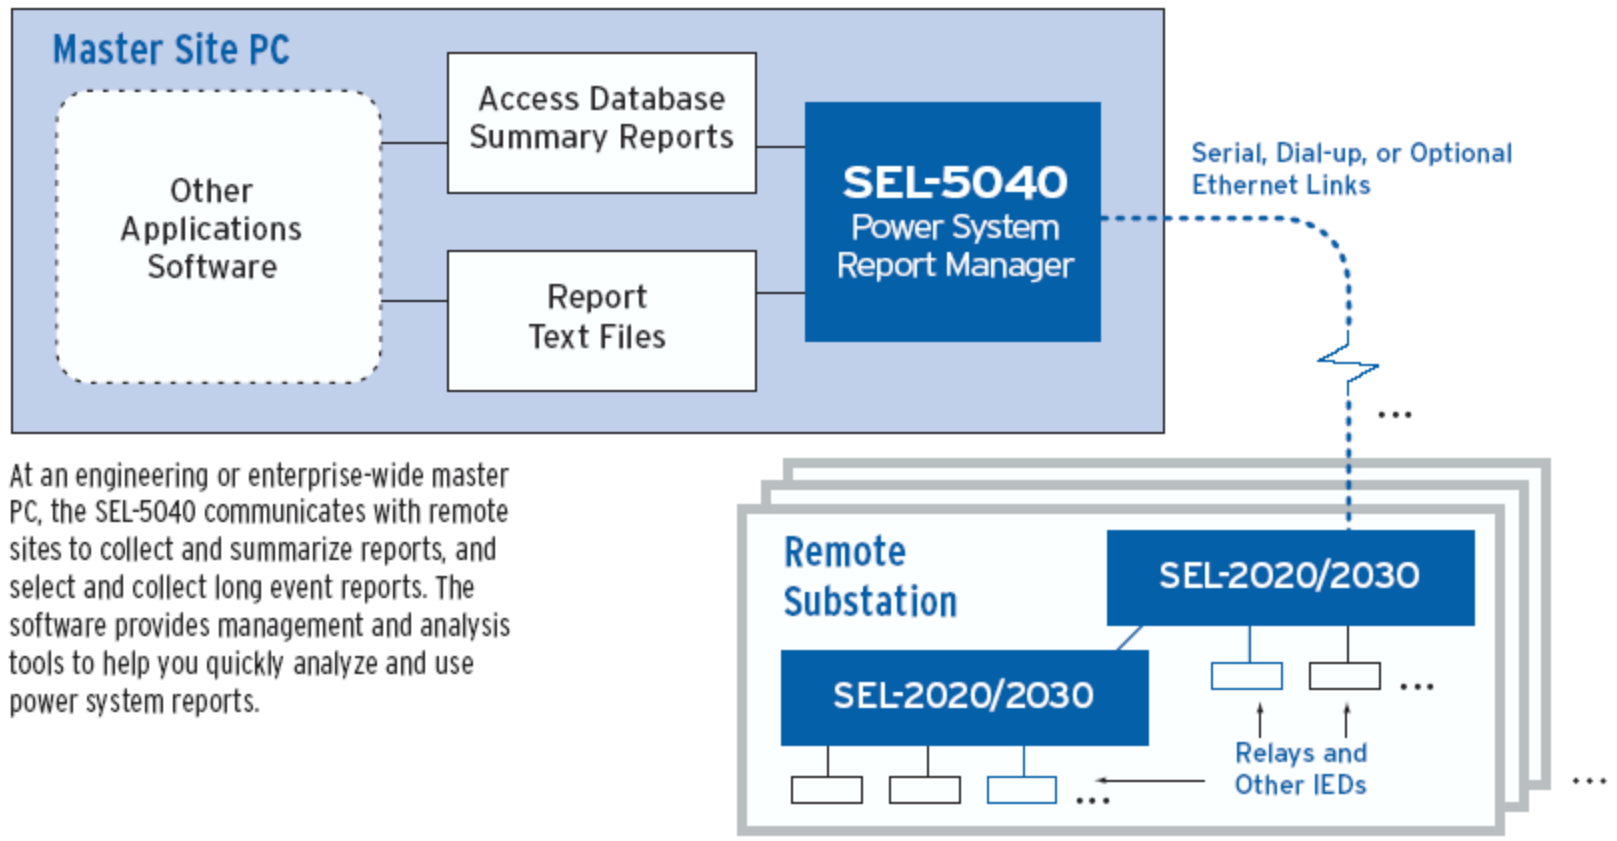 Master Site PC
Other
Applications
Software
Access Database
Summary Reports
Report
Text Files
SEL-5040
Power System
Report Manager
Serial, Dial-up, or Optional
Ethernet Links
...
At an engineering or enterprise-wide master
PC, the SEL-5040 communicates with remote
sites to collect and summarize reports, and
select and collect long event reports. The
software provides management and analysis
tools to help you quickly analyze and use
power system reports.
Remote
Substation
SEL-2020/2030
...
SEL-2020/2030
...
Relays and
Other IEDs
...